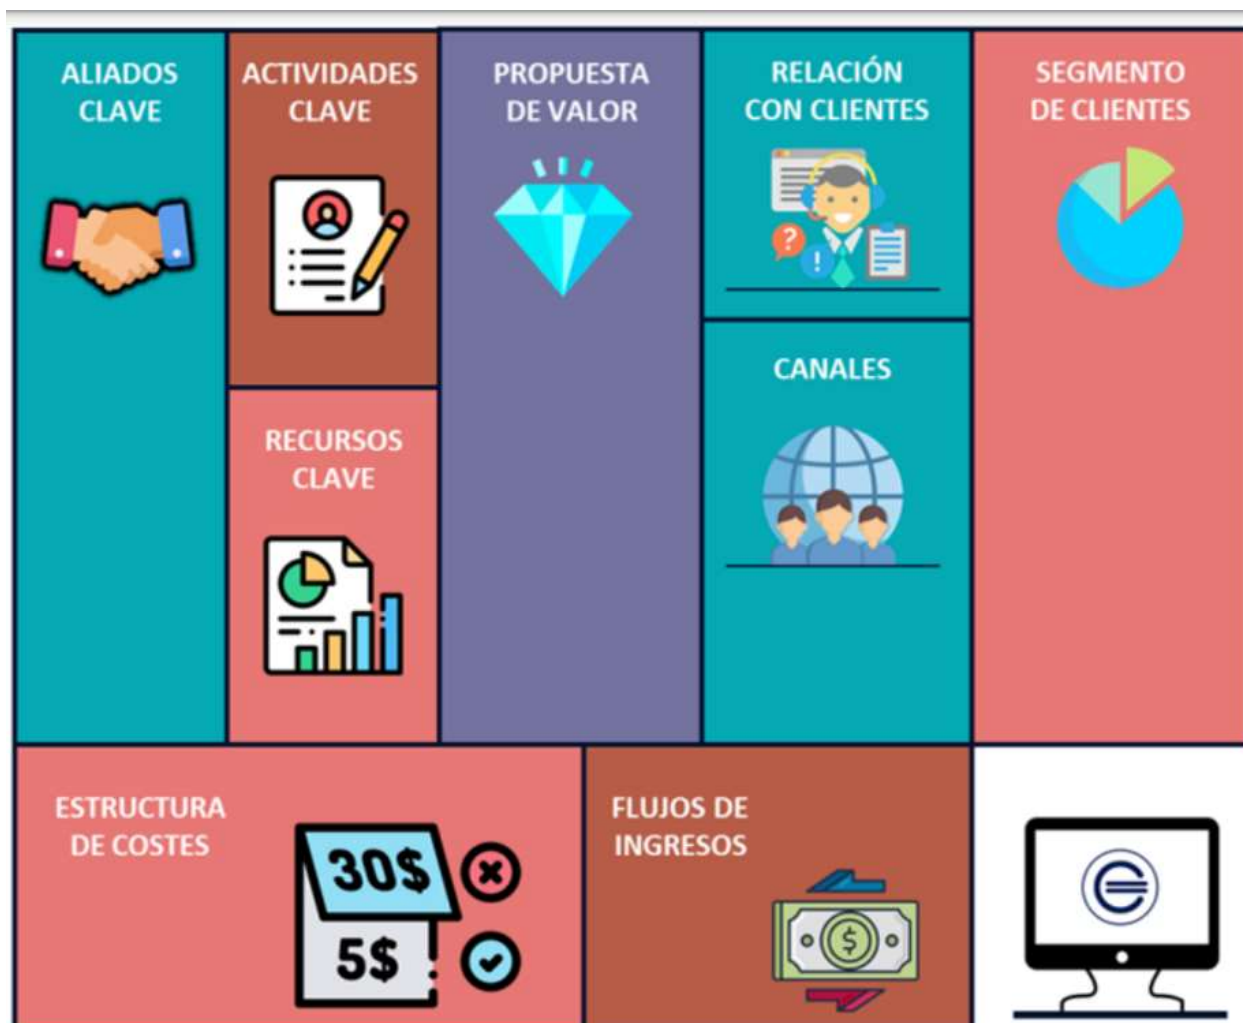 ALIADOS
CLAVE
ACTIVIDADES
CLAVE
PROPUESTA
DE VALOR
RELACIÓN
CON CLIENTES
?
!
SEGMENTO
DE CLIENTES
RECURSOS
CLAVE
CANALES
ESTRUCTURA
DE COSTES
30$
5$
FLUJOS DE
INGRESOS
$